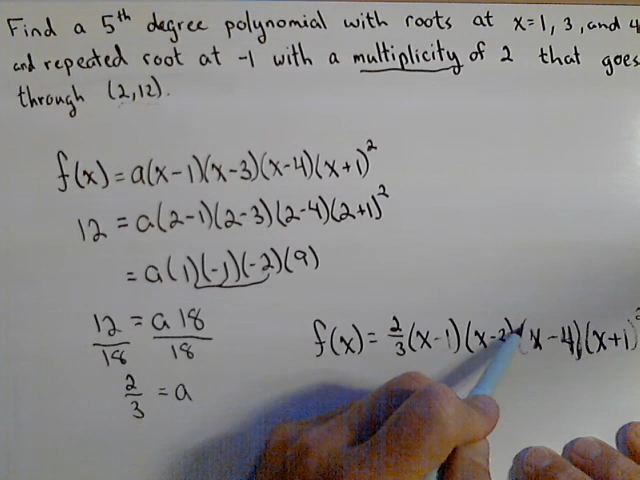 Find a 5th degree polynomial with roots at x=1, 3, and 4
and repeated root at -1 with a multiplicity of 2 that goes
through (2,12).
f(x) = a(x-1)(x-3)(x-4)(x+1)²
12 = a(2-1)(2-3)(2-4)(2+1)²
= a(1)(-1)(-2)(9)
12/18 = a 18/18
2/3 = a
f(x) = 2/3 (x-1)(x-3)(x-4)(x+1)²